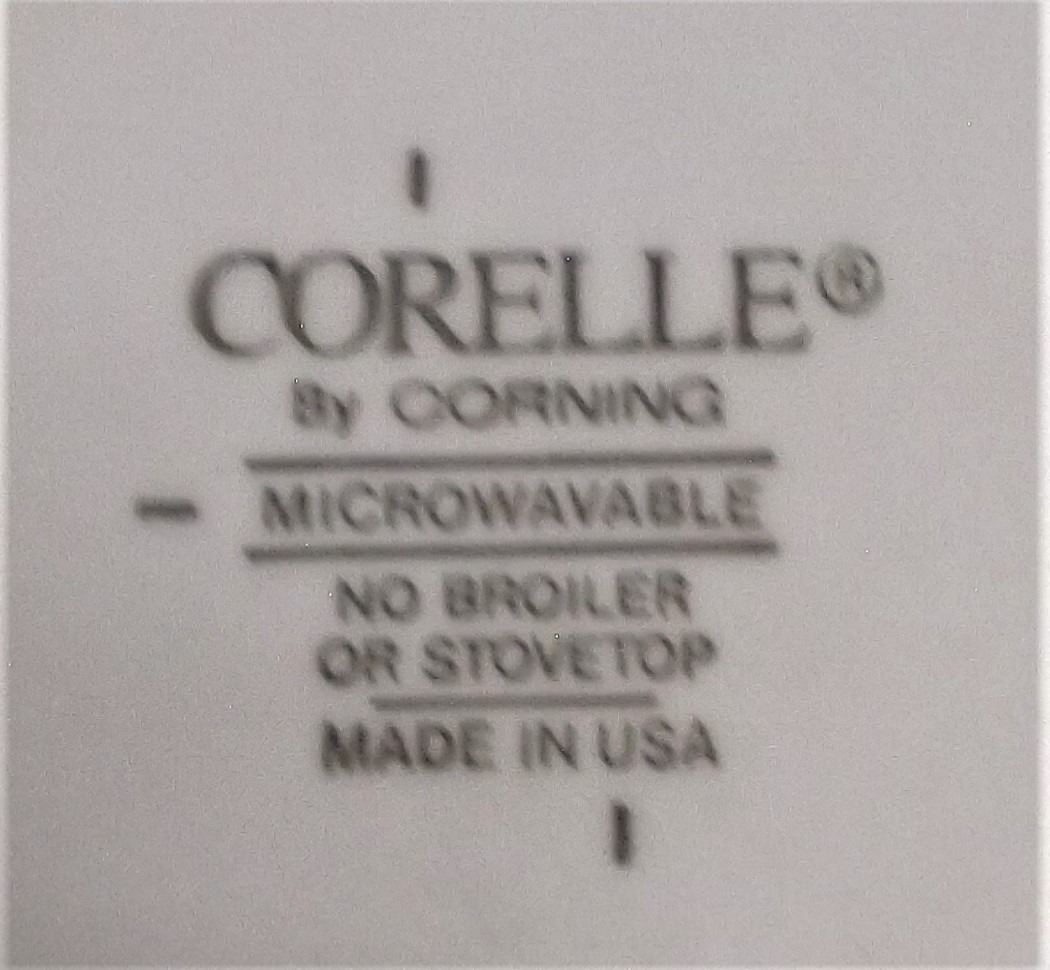 CORELLE®
By CORNING
MICROWAVABLE
NO BROILER
OR STOVETOP
MADE IN USA